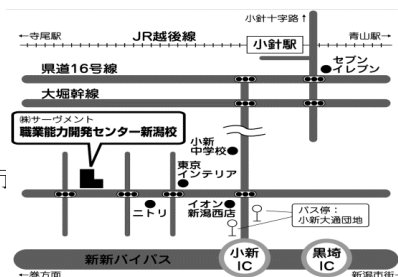 小針十字路↑
←寺尾駅
JR越後線
小針駅
青山駅→
県道16号線
セブン
イレブン
大堀幹線
㈱サーヴメント
職業能力開発センター新潟校
小新
中学校
東京
インテリア
ニトリ
イオン
新潟西店
バス停：
小新大通団地
新新バイパス
小新
IC
黒埼
IC
←巻方面
新潟市街→